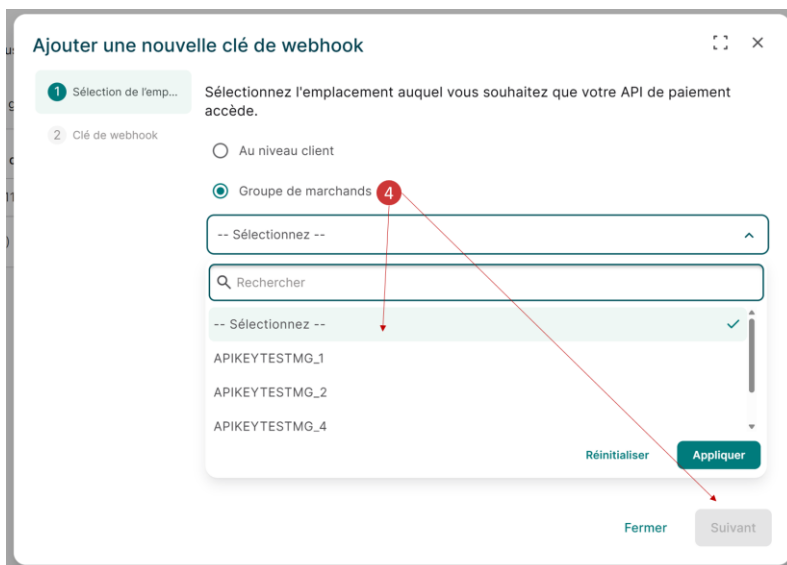 Ajouter une nouvelle clé de webhook
1 Sélection de l'emp...
2 Clé de webhook
Sélectionnez l'emplacement auquel vous souhaitez que votre API de paiement
accède.
Au niveau client
Groupe de marchands 4
-- Sélectionnez --
Rechercher
-- Sélectionnez --
APIKEYTESTMG_1
APIKEYTESTMG_2
APIKEYTESTMG_4
Réinitialiser Appliquer
Fermer Suivant